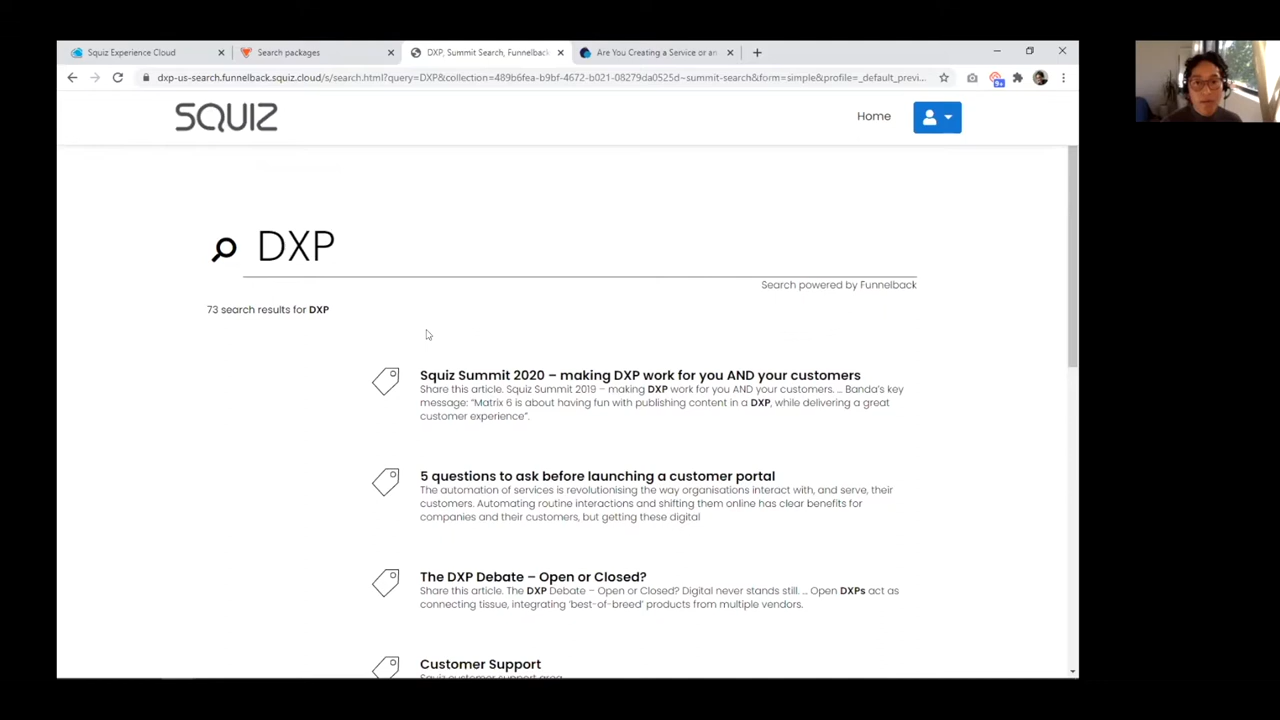 Squiz Experience Cloud
Search packages
DXP, Summit Search, Funnelback
Are You Creating a Service or an
dxp-us-search.funnelback.squiz.cloud/s/search.html?query=DXP&collection=489b6fea-b9bf-4672-b021-08279da0525d~summit-search&form=simple&profile=_default_previ...
9+
SQUIZ
Home
DXP
Search powered by Funnelback
73 search results for DXP
Squiz Summit 2020 – making DXP work for you AND your customers
Share this article. Squiz Summit 2019 – making DXP work for you AND your customers. ... Banda's key
message: "Matrix 6 is about having fun with publishing content in a DXP, while delivering a great
customer experience".
5 questions to ask before launching a customer portal
The automation of services is revolutionising the way organisations interact with, and serve, their
customers. Automating routine interactions and shifting them online has clear benefits for
companies and their customers, but getting these digital
The DXP Debate – Open or Closed?
Share this article. The DXP Debate – Open or Closed? Digital never stands still. ... Open DXPs act as
connecting tissue, integrating 'best-of-breed' products from multiple vendors.
Customer Support
Squiz customer support area